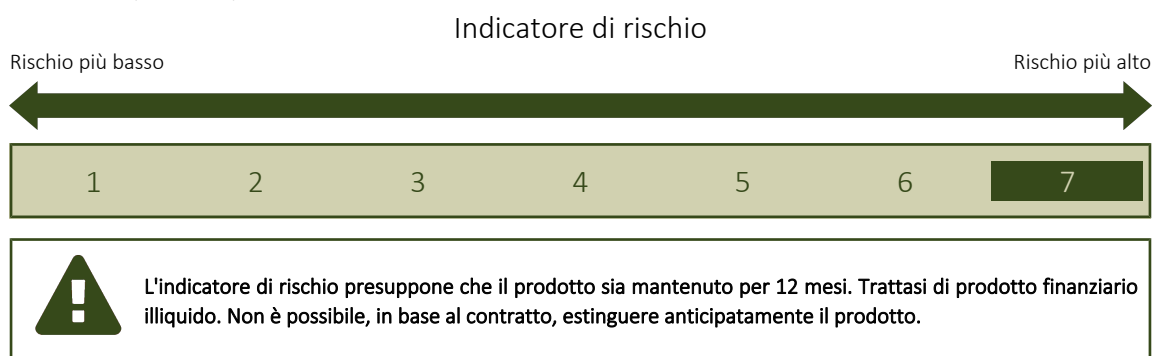 Indicatore di rischio
Rischio più basso
Rischio più alto
1 2 3 4 5 6 7
L'indicatore di rischio presuppone che il prodotto sia mantenuto per 12 mesi. Trattasi di prodotto finanziario
illiquido. Non è possibile, in base al contratto, estinguere anticipatamente il prodotto.